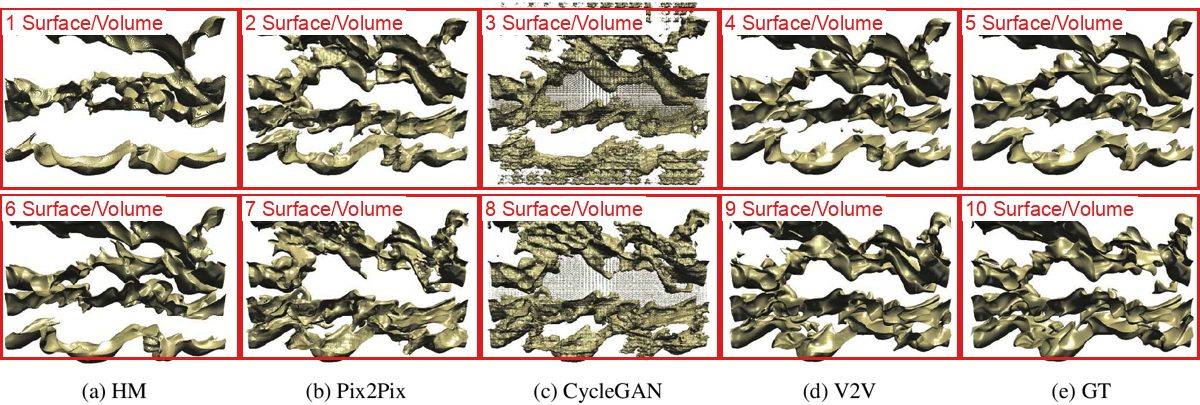 1 Surface/Volume
2 Surface/Volume
3 Surface/Volume
4 Surface/Volume
5 Surface/Volume
6 Surface/Volume
7 Surface/Volume
8 Surface/Volume
9 Surface/Volume
10 Surface/Volume
(a) HM
(b) Pix2Pix
(c) CycleGAN
(d) V2V
(e) GT